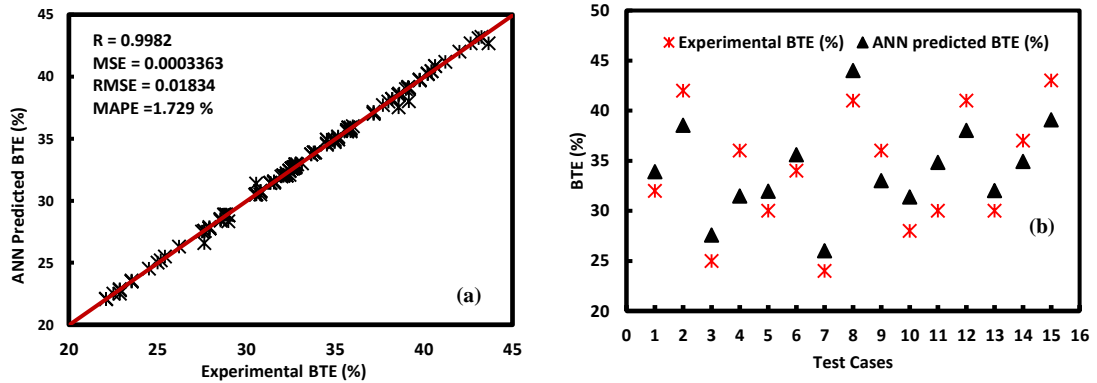 R = 0.9982
MSE = 0.0003363
RMSE = 0.01834
MAPE =1.729 %
45
40
35
30
25
20
ANN Predicted BTE (%)
(a)
20 25 30 35 40 45
Experimental BTE (%)
Experimental BTE (%) ANN predicted BTE (%)
50
45
40
35
30
25
20
15
10
BTE (%)
(b)
0 1 2 3 4 5 6 7 8 9 10 11 12 13 14 15 16
Test Cases